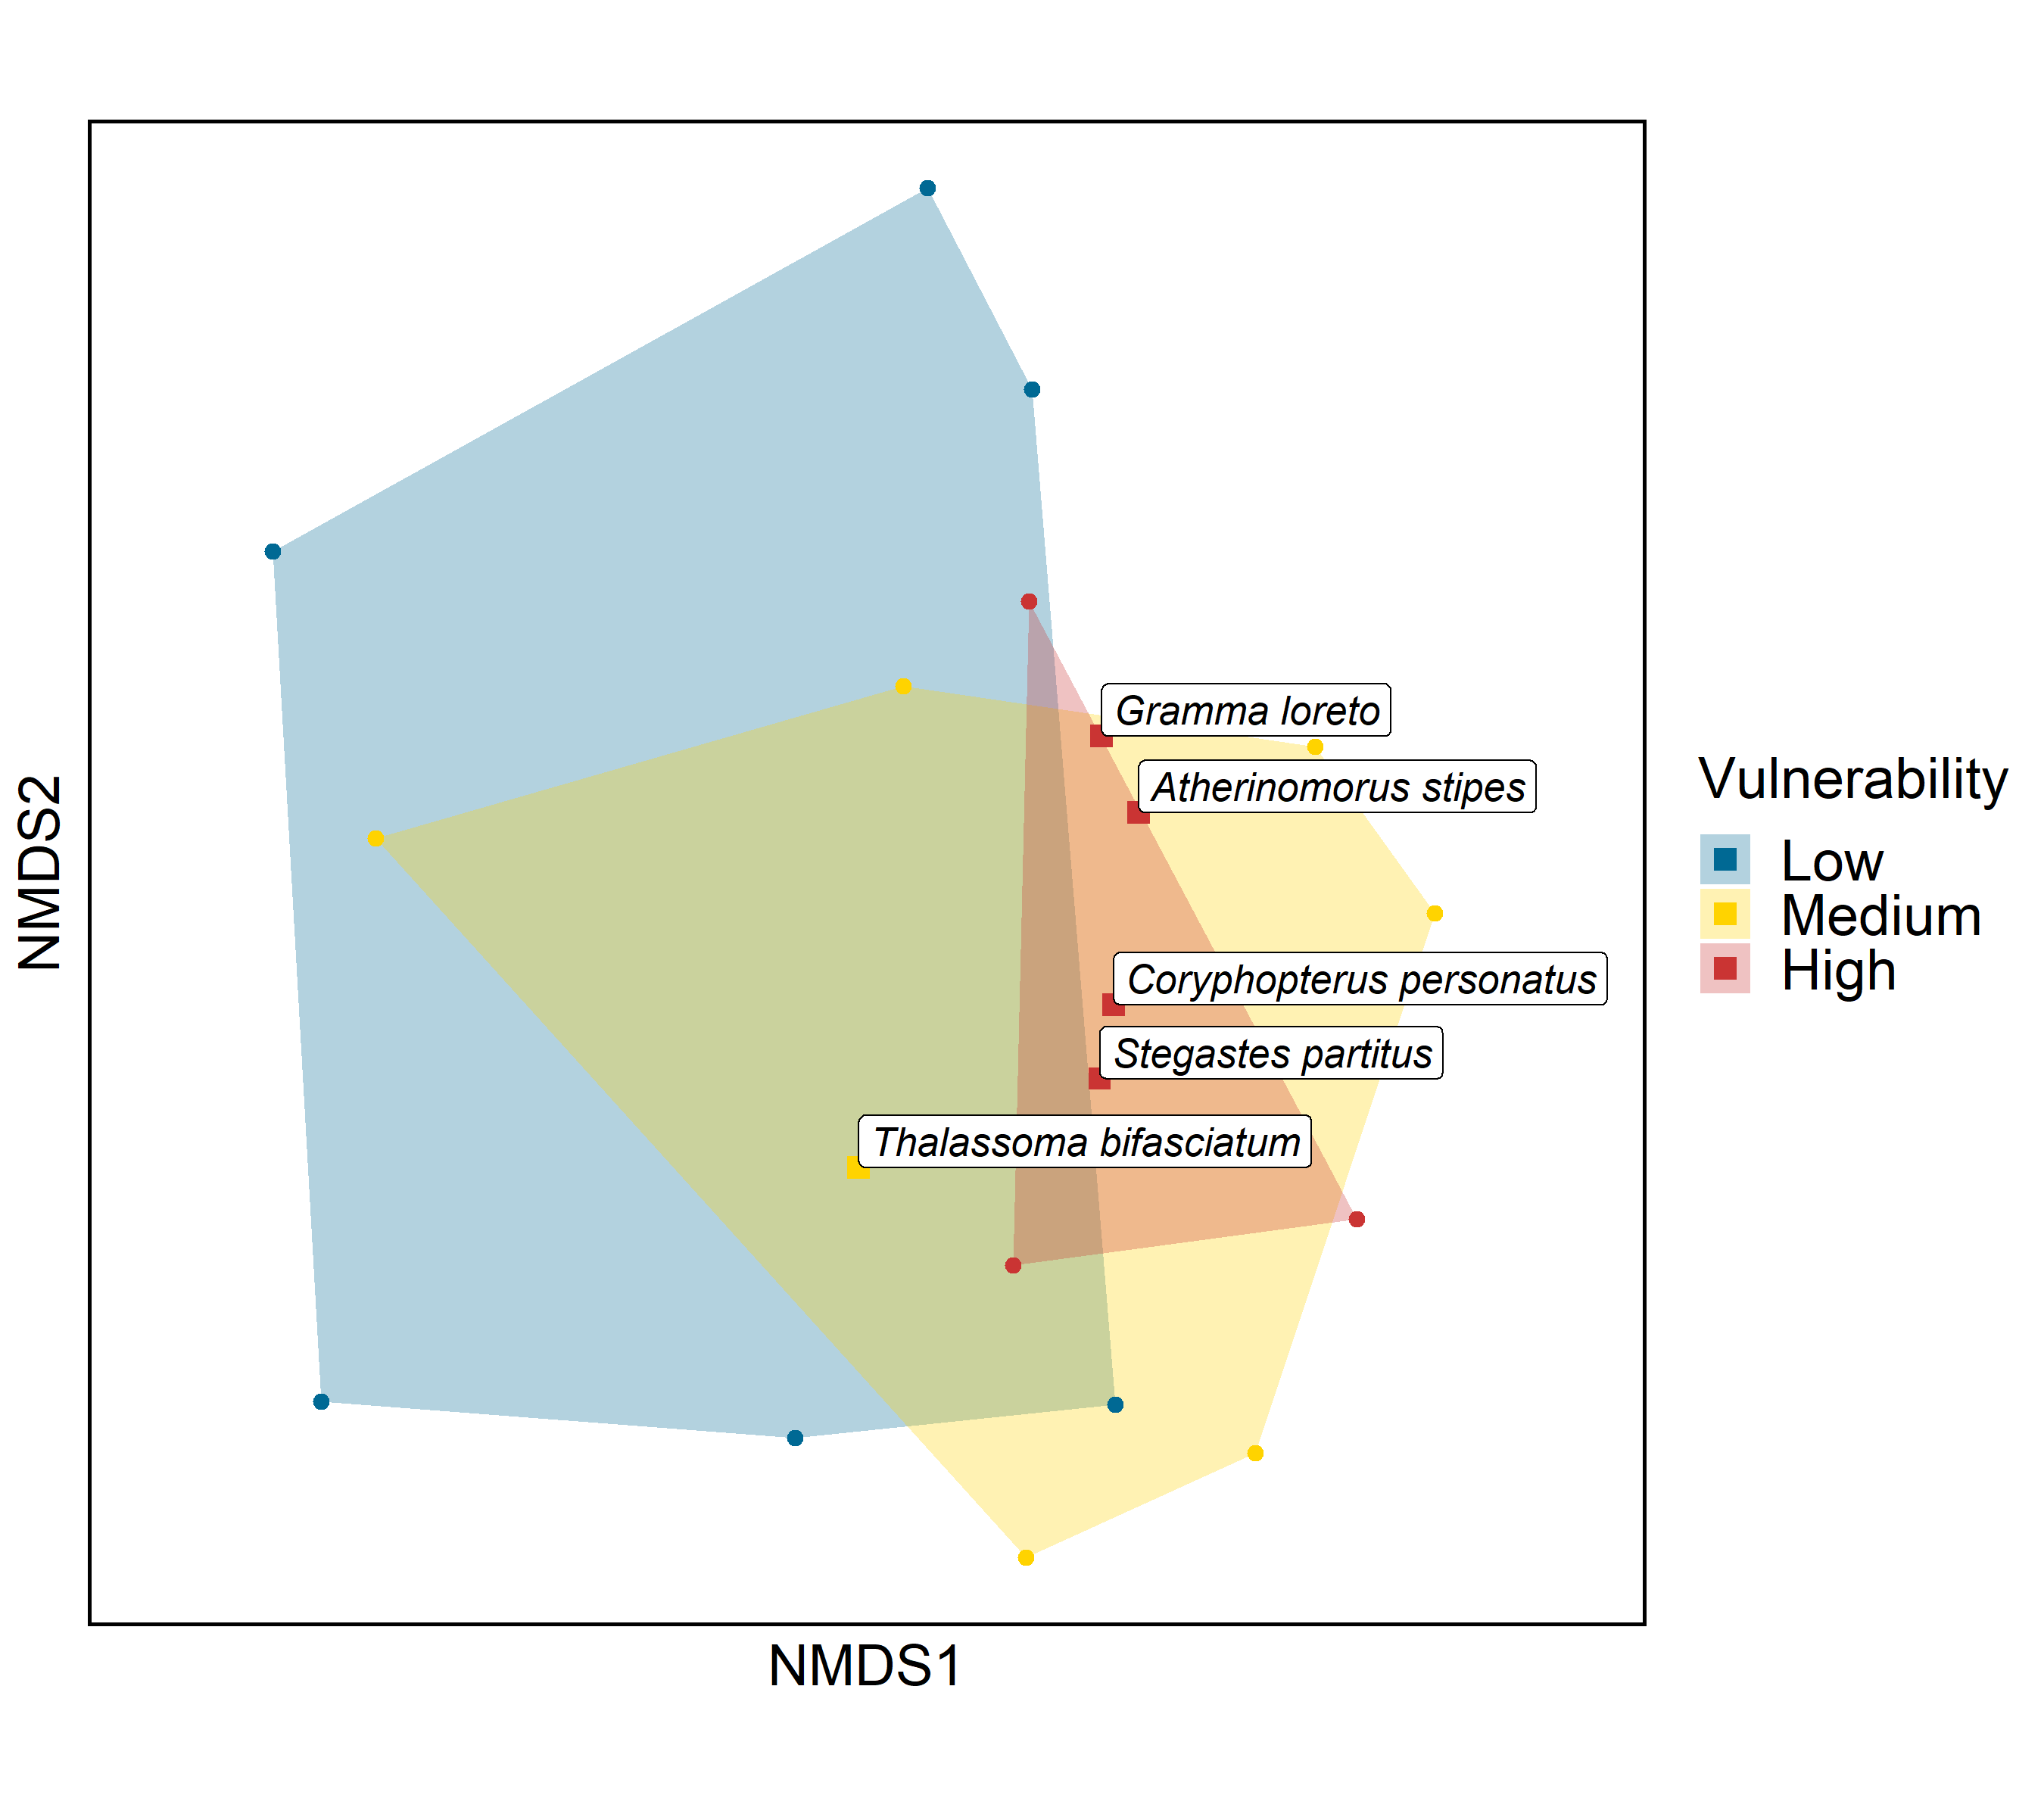 NMDS2
Gramma loreto
Atherinomorus stipes
Coryphopterus personatus
Stegastes partitus
Thalassoma bifasciatum
NMDS1
Vulnerability
Low
Medium
High